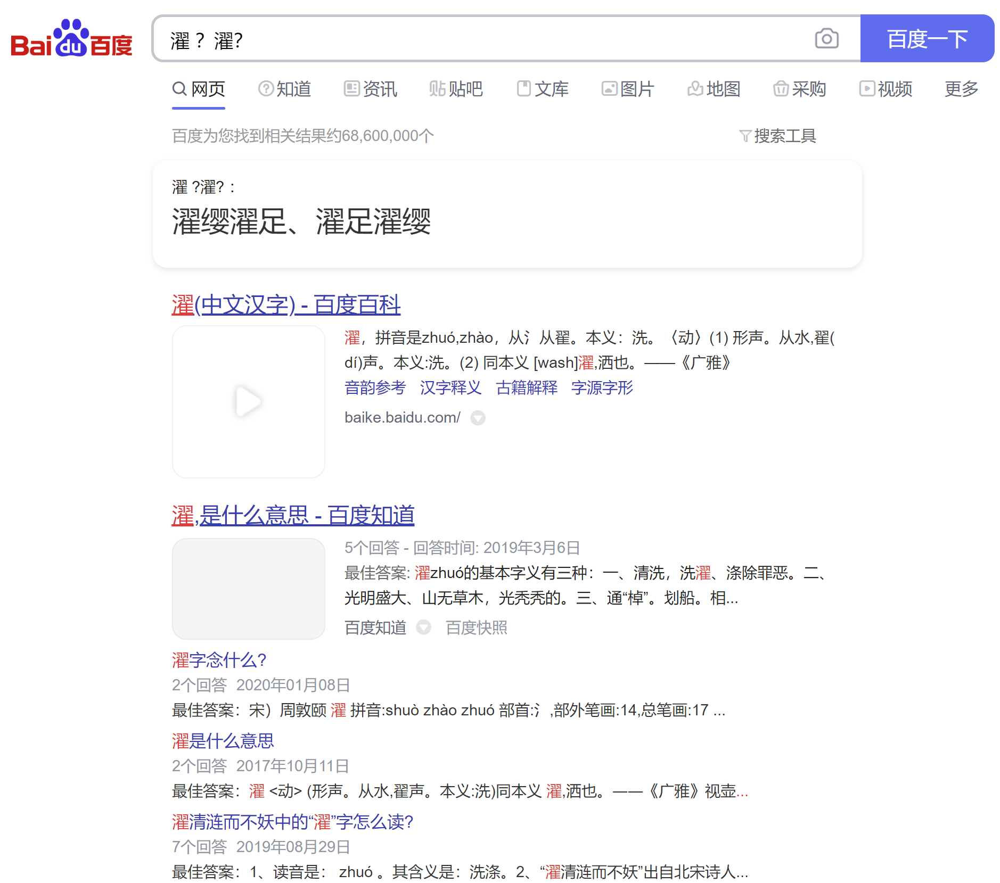 Baidu百度
濯 ？濯?
百度一下
网页 知道 资讯 贴吧 文库 图片 地图 采购 视频 更多
百度为您找到相关结果约68,600,000个
搜索工具
濯 ?濯? ：
濯缨濯足、濯足濯缨
濯(中文汉字) - 百度百科
濯，拼音是zhuó,zhào，从氵从翟。本义：洗。〈动〉(1) 形声。从水,翟(
dí)声。本义:洗。(2) 同本义 [wash]濯,洒也。——《广雅》
音韵参考 汉字释义 古籍解释 字源字形
baike.baidu.com/
濯,是什么意思 - 百度知道
5个回答 - 回答时间: 2019年3月6日
最佳答案: 濯zhuó的基本字义有三种：一、清洗，洗濯、涤除罪恶。二、
光明盛大、山无草木，光秃秃的。三、通“棹”。划船。相...
百度知道 百度快照
濯字念什么?
2个回答 2020年01月08日
最佳答案：宋）周敦颐 濯 拼音:shuò zhào zhuó 部首:氵,部外笔画:14,总笔画:17 ...
濯是什么意思
2个回答 2017年10月11日
最佳答案：濯 <动> (形声。从水,翟声。本义:洗)同本义 濯,洒也。——《广雅》视壶...
濯清涟而不妖中的“濯”字怎么读?
7个回答 2019年08月29日
最佳答案：1、读音是： zhuó 。其含义是：洗涤。2、“濯清涟而不妖”出自北宋诗人...